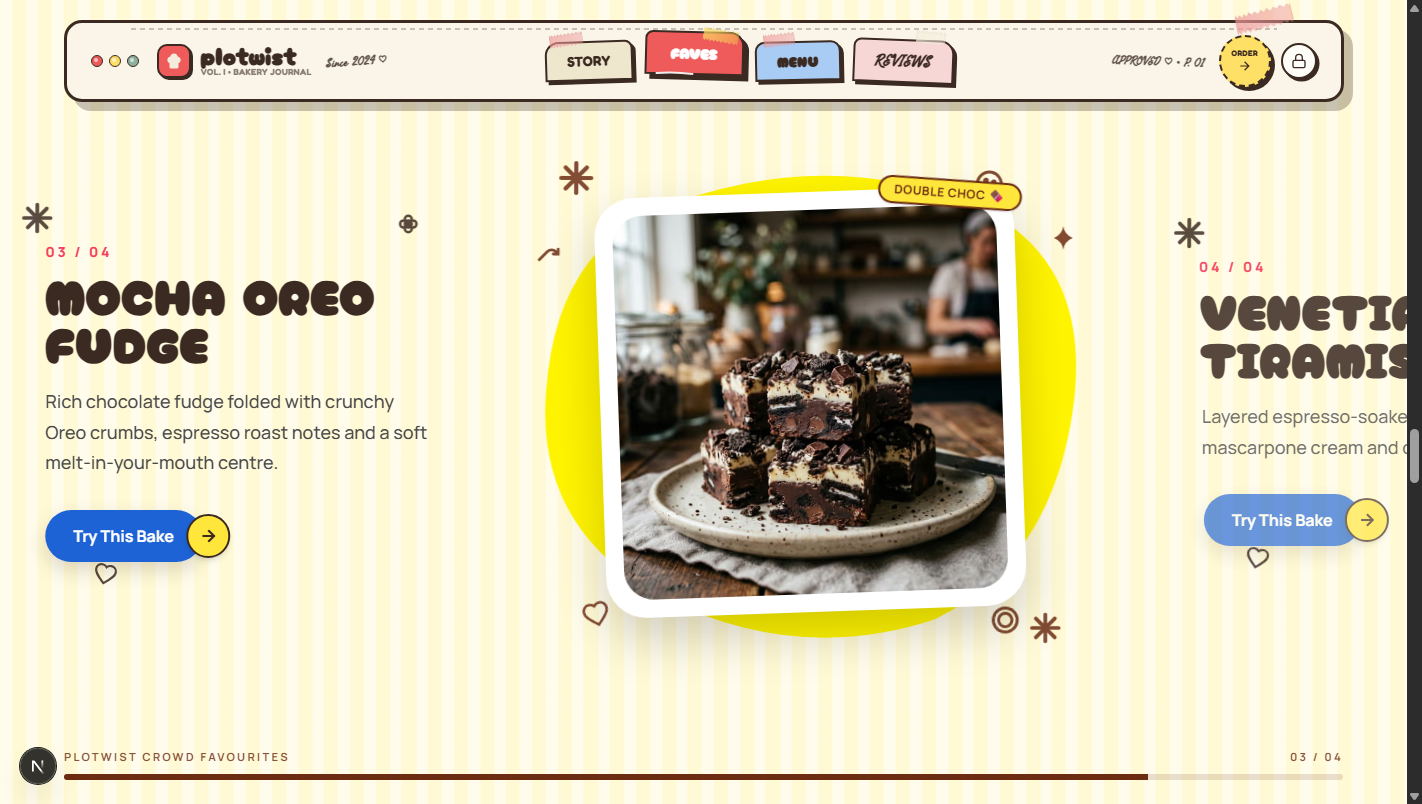 plotwist
VOL. I • BAKERY JOURNAL
Since 2024 ♡
STORY
FAVES
MENU
REVIEWS
APPROVED ♡ • P. 01
ORDER
→
DOUBLE CHOC 🍫
03 / 04
MOCHA OREO
FUDGE
Rich chocolate fudge folded with crunchy
Oreo crumbs, espresso roast notes and a soft
melt-in-your-mouth centre.
Try This Bake →
04 / 04
VENETIA
TIRAMIS
Layered espresso-soake
mascarpone cream and
Try This Bake →
N
PLOTWIST CROWD FAVOURITES
03 / 04